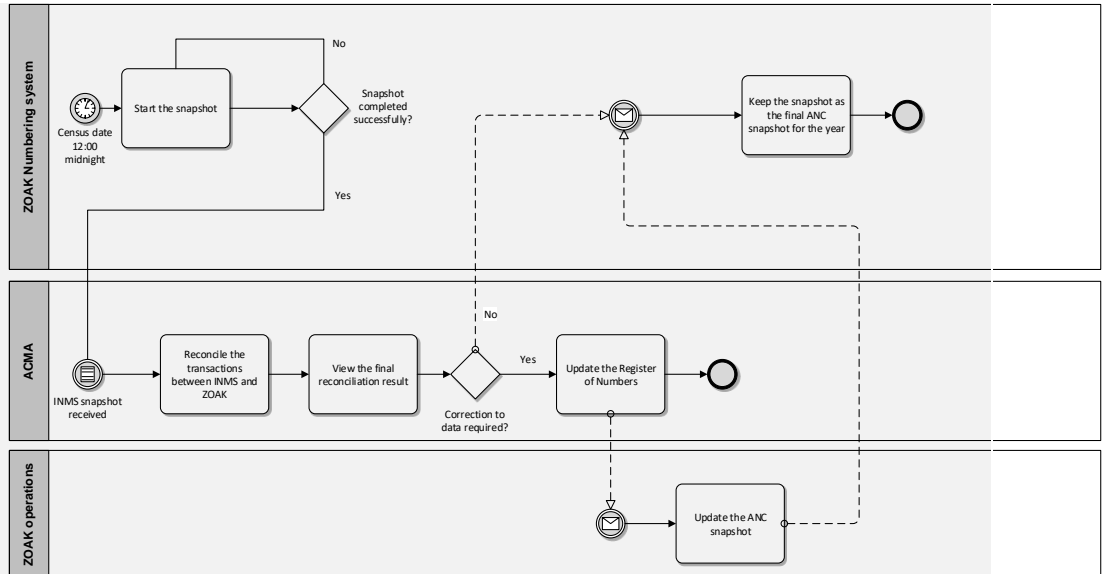 ZOAK Numbering system
Census date
12:00
midnight
Start the snapshot
No
Snapshot
completed
successfully?
Yes
Keep the snapshot as
the final ANC
snapshot for the year
ACMA
INMS snapshot
received
Reconcile the
transactions
between INMS and
ZOAK
View the final
reconciliation result
No
Correction to
data required?
Yes
Update the Register
of Numbers
ZOAK operations
Update the ANC
snapshot